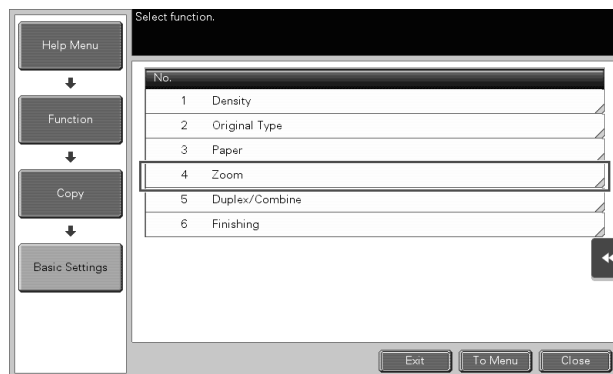 Select function.
Help Menu
Function
Copy
Basic Settings
No.
1 Density
2 Original Type
3 Paper
4 Zoom
5 Duplex/Combine
6 Finishing
Exit To Menu Close